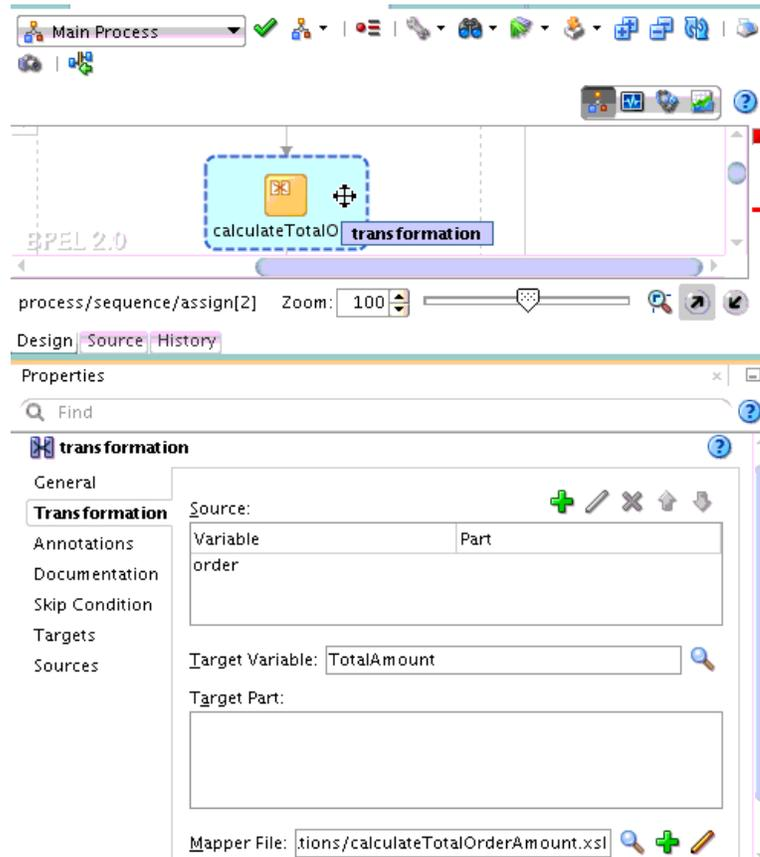 Main Process
calculateTotalO
transformation
BPEL 2.0
process/sequence/assign[2] Zoom: 100
Design Source History
Properties
Find
transformation
General
Transformation
Annotations
Documentation
Skip Condition
Targets
Sources
Source:
Variable Part
order
Target Variable: TotalAmount
Target Part:
Mapper File: .tions/calculateTotalOrderAmount.xsl